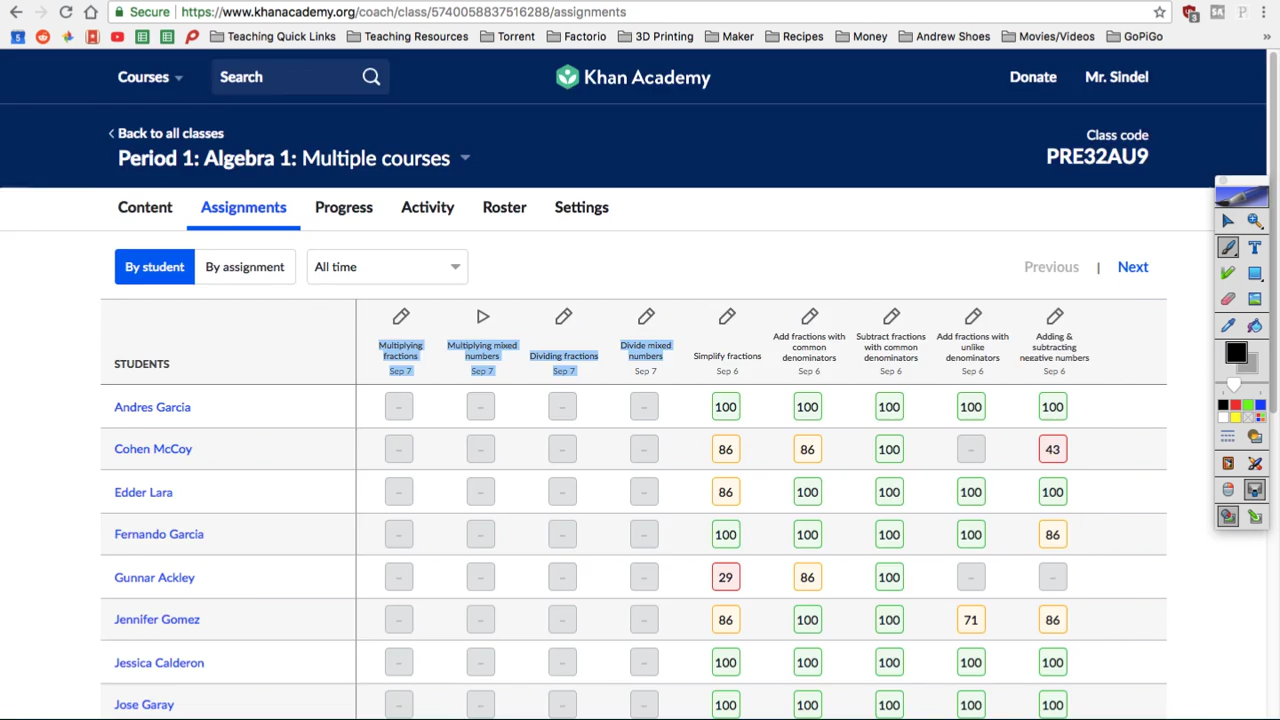 Secure https://www.khanacademy.org/coach/class/5740058837516288/assignments
Teaching Quick Links Teaching Resources Torrent Factorio 3D Printing Maker Recipes Money Andrew Shoes Movies/Videos GoPiGo »
Courses Search Khan Academy Donate Mr. Sindel
Back to all classes
Class code
Period 1: Algebra 1: Multiple courses
PRE32AU9
Content Assignments Progress Activity Roster Settings
By student By assignment All time Previous | Next
STUDENTS
Multiplying fractions Sep 7
Multiplying mixed numbers Sep 7
Dividing fractions Sep 7
Divide mixed numbers Sep 7
Simplify fractions Sep 6
Add fractions with common denominators Sep 6
Subtract fractions with common denominators Sep 6
Add fractions with unlike denominators Sep 6
Adding & subtracting negative numbers Sep 6
Andres Garcia – – – – 100 100 100 100 100
Cohen McCoy – – – – 86 86 100 – 43
Edder Lara – – – – 86 100 100 100 100
Fernando Garcia – – – – 100 100 100 100 86
Gunnar Ackley – – – – 29 86 100 – –
Jennifer Gomez – – – – 86 100 100 71 86
Jessica Calderon – – – – 100 100 100 100 100
Jose Garay – – – – 100 100 100 100 100